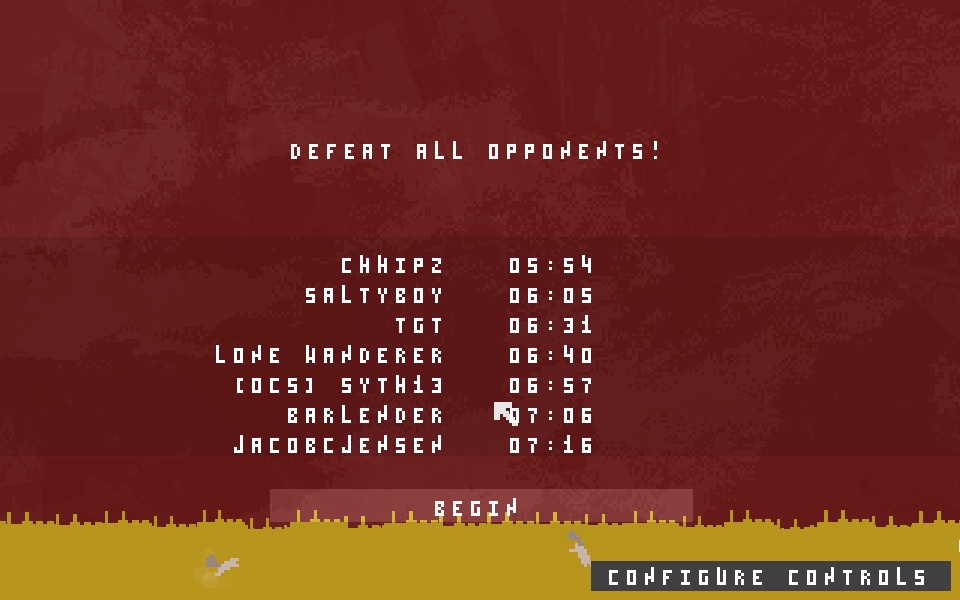 DEFEAT ALL OPPONENTS!
CHHIPZ 05:54
SALTYBOY 06:05
TGT 06:31
LONE WANDERER 06:40
[OCS] SYTH13 06:57
BARLENDER 07:06
JACOBCJENSEN 07:16
BEGIN
CONFIGURE CONTROLS